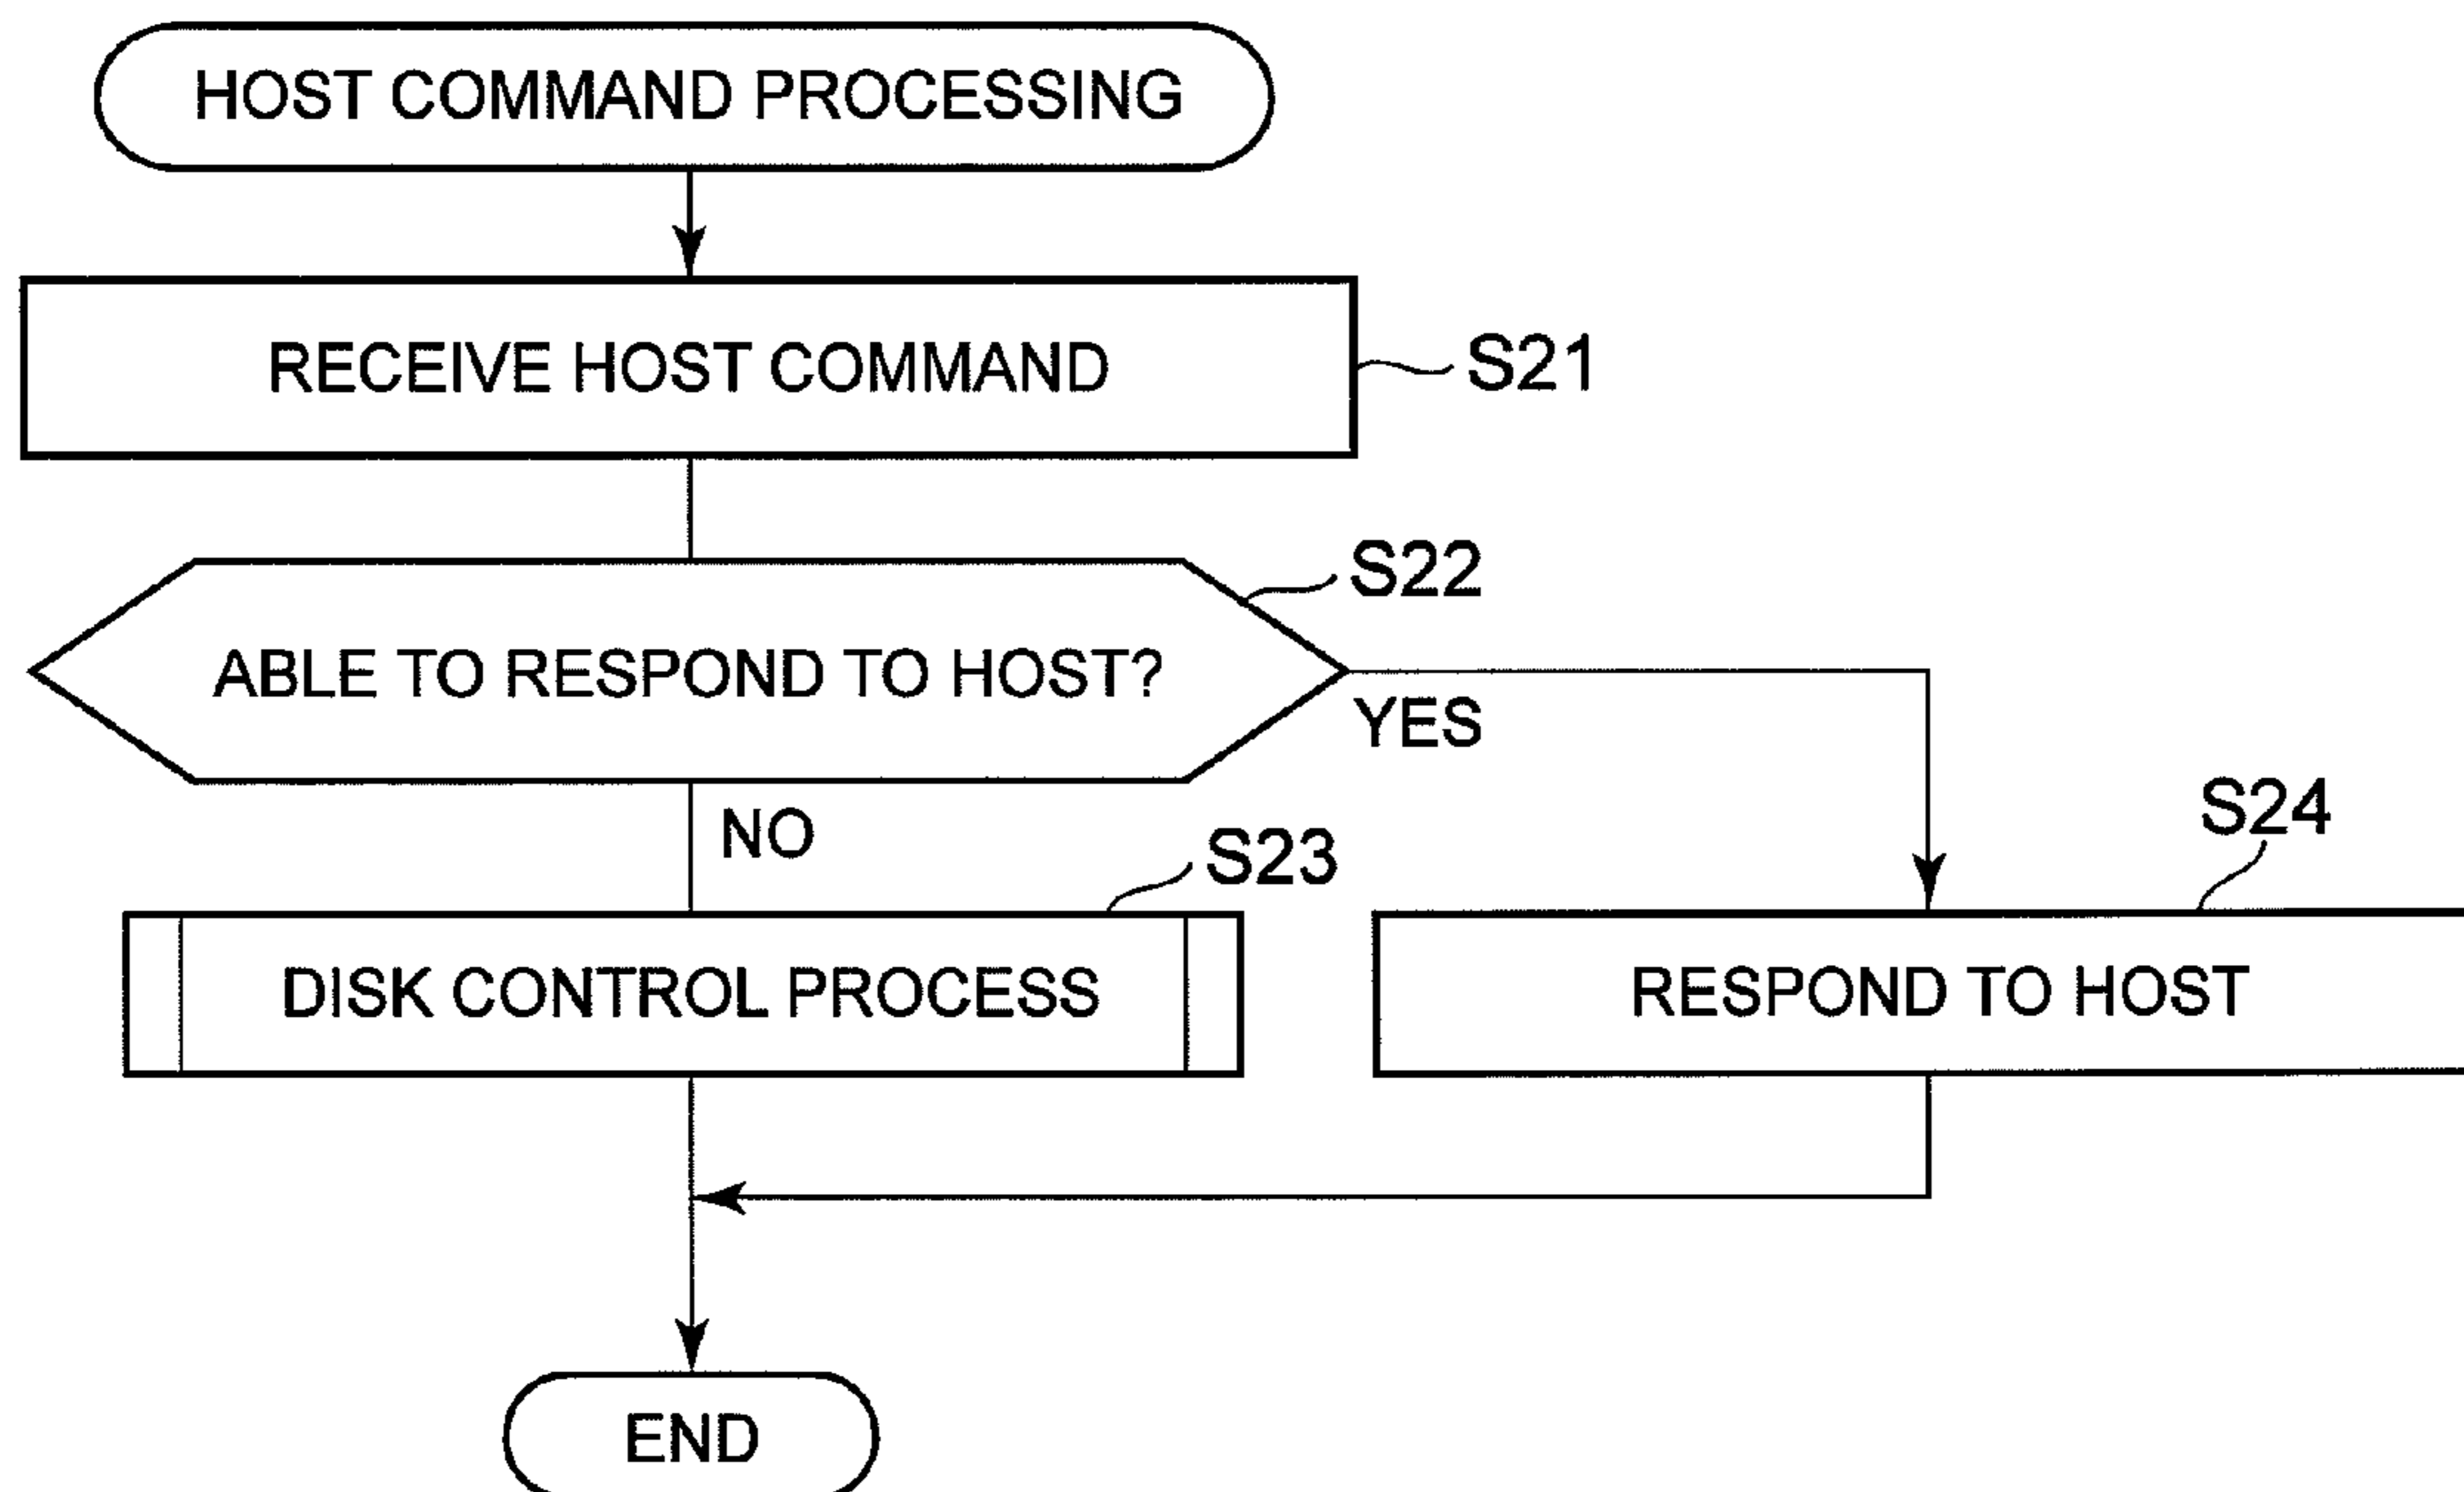 HOST COMMAND PROCESSING
RECEIVE HOST COMMAND
S21
S22
ABLE TO RESPOND TO HOST?
YES
NO
S23
S24
DISK CONTROL PROCESS
RESPOND TO HOST
END